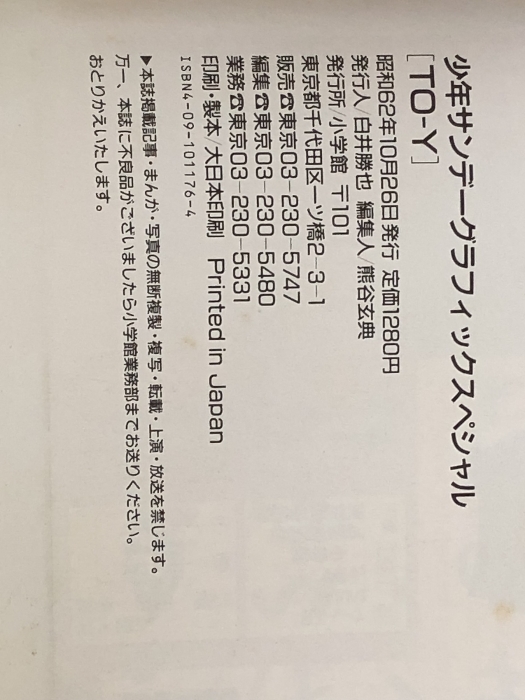 少年サンデーグラフィックスペシャル
[TO-Y]
昭和62年10月26日発行 定価1280円
発行人/白井勝也 編集人/熊谷玄典
発行所/小学館 〒101
東京都千代田区一ツ橋2-3-1
販売☎東京03-230-5747
編集☎東京03-230-5480
業務☎東京03-230-5331
印刷・製本/大日本印刷 Printed in Japan
ISBN4-09-101176-4
▶本誌掲載記事・まんが・写真の無断複製・複写・転載・上演・放送を禁じます。
万一、本誌に不良品がございましたら小学館業務部までお送りください。
おとりかえいたします。